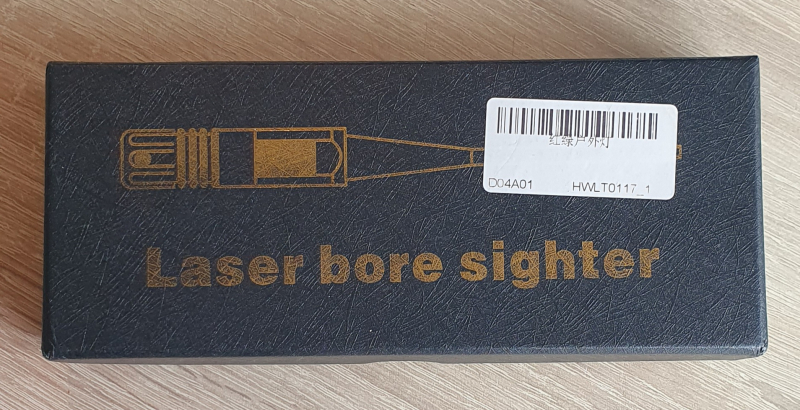 红绿户外灯
D04A01 HWLT0117_1
Laser bore sighter